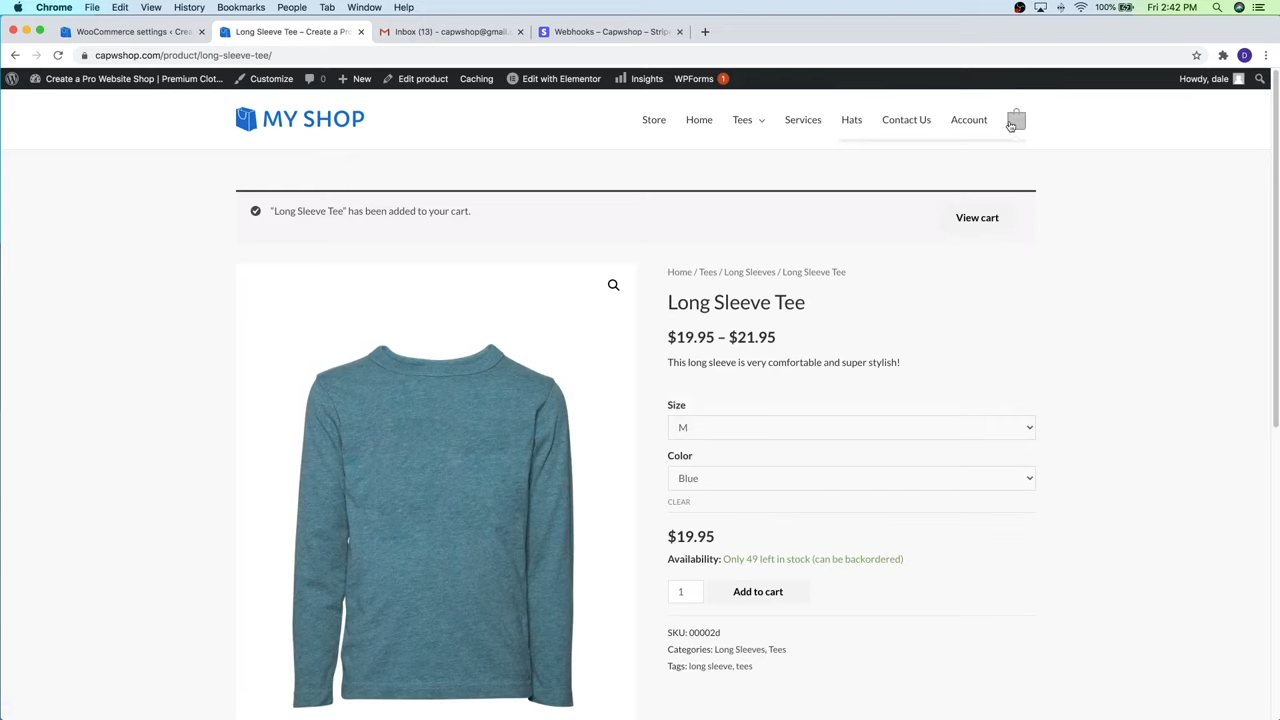 Chrome File Edit View History Bookmarks People Tab Window Help 100% Fri 2:42 PM
WooCommerce settings ‹ Crea
Long Sleeve Tee – Create a Pro
Inbox (13) - capwshop@gmail.c
Webhooks – Capwshop – Strip
capwshop.com/product/long-sleeve-tee/
D
Create a Pro Website Shop | Premium Clot... Customize 0 New Edit product Caching Edit with Elementor Insights WPForms 1 Howdy, dale
MY SHOP
Store Home Tees Services Hats Contact Us Account
“Long Sleeve Tee” has been added to your cart.
View cart
Home / Tees / Long Sleeves / Long Sleeve Tee
Long Sleeve Tee
$19.95 – $21.95
This long sleeve is very comfortable and super stylish!
Size
M
Color
Blue
CLEAR
$19.95
Availability: Only 49 left in stock (can be backordered)
1 Add to cart
SKU: 00002d
Categories: Long Sleeves, Tees
Tags: long sleeve, tees